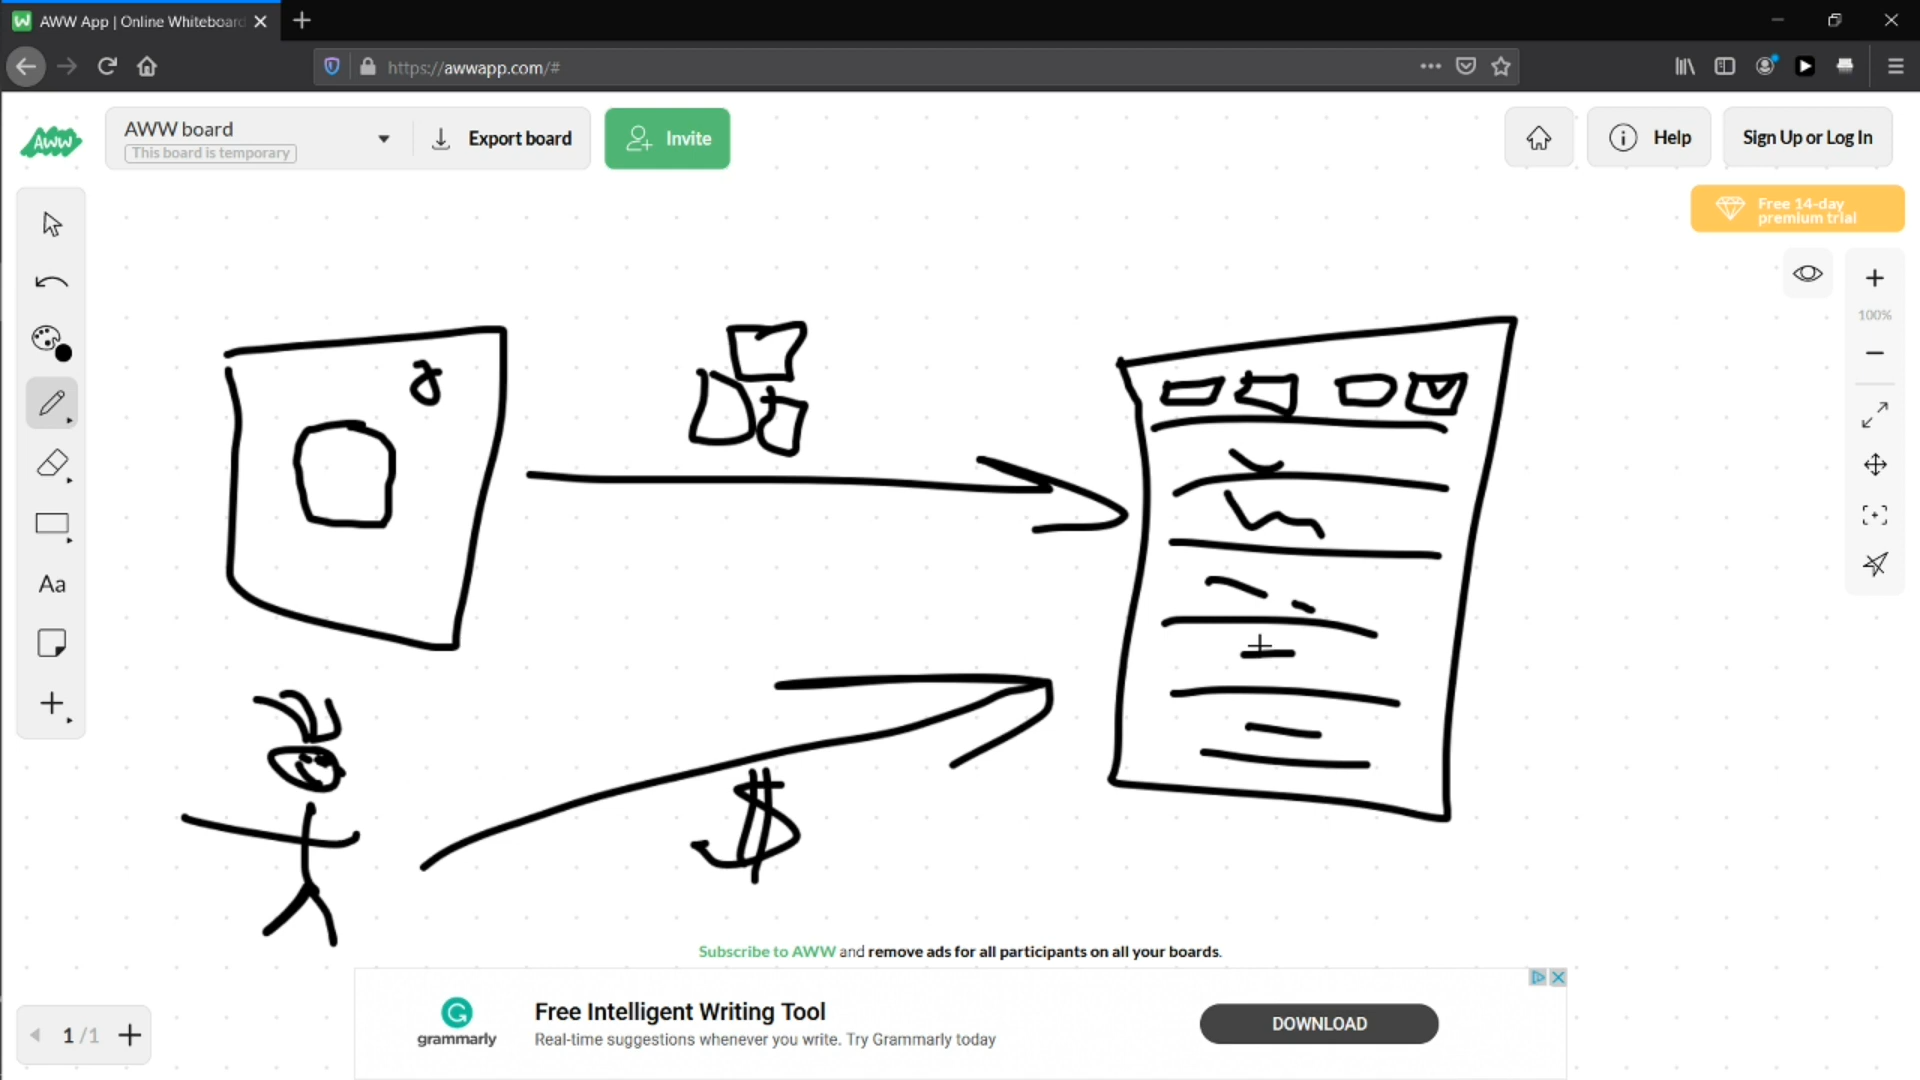 AWW App | Online Whiteboard
https://awwapp.com/#
AWW
AWW board
This board is temporary
Export board
Invite
Help
Sign Up or Log In
Free 14-day
premium trial
100%
Aa
$
Subscribe to AWW and remove ads for all participants on all your boards.
grammarly
Free Intelligent Writing Tool
Real-time suggestions whenever you write. Try Grammarly today
DOWNLOAD
1 /1